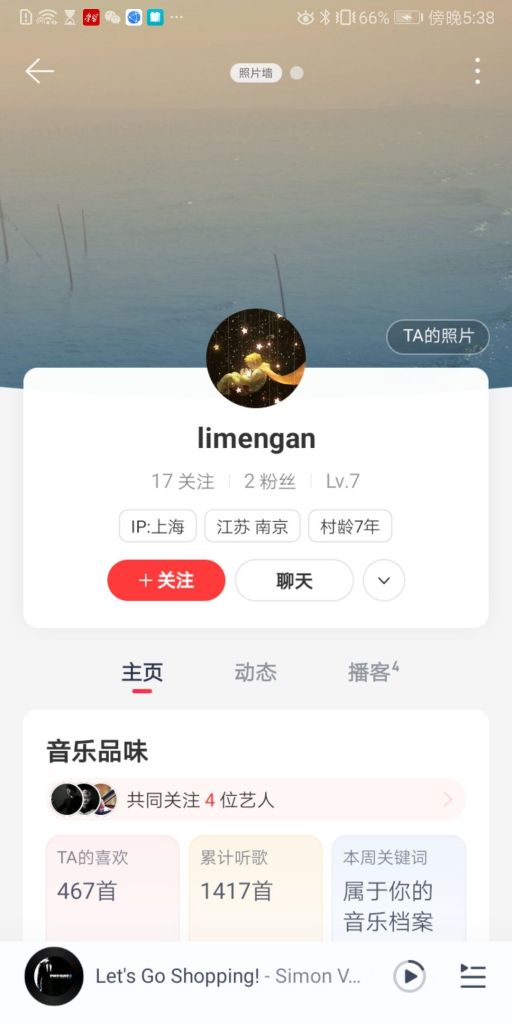 66% 傍晚5:38
照片墙
TA的照片
limengan
17 关注 2 粉丝 Lv.7
IP:上海 江苏 南京 村龄7年
+ 关注 聊天
主页 动态 播客4
音乐品味
共同关注 4 位艺人
TA的喜欢 累计听歌 本周关键词
467首 1417首 属于你的
音乐档案
Let's Go Shopping! - Simon V...